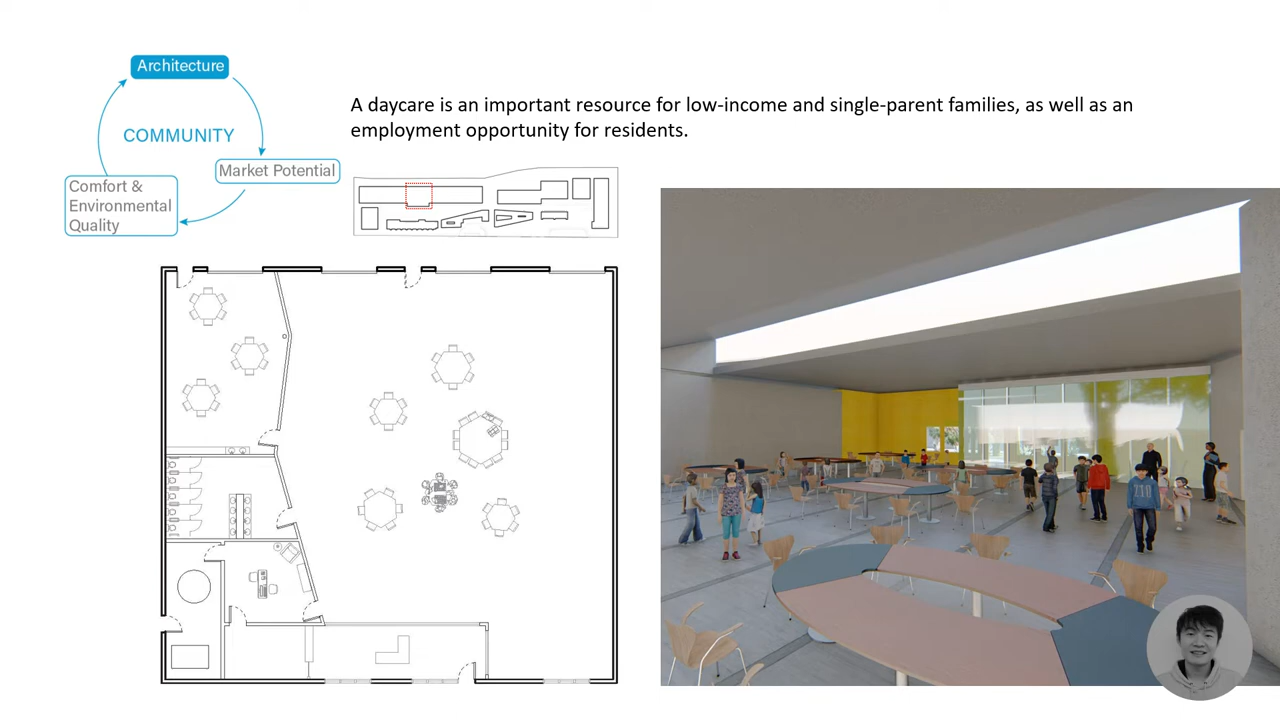 Architecture
COMMUNITY
Market Potential
Comfort &
Environmental
Quality
A daycare is an important resource for low-income and single-parent families, as well as an
employment opportunity for residents.